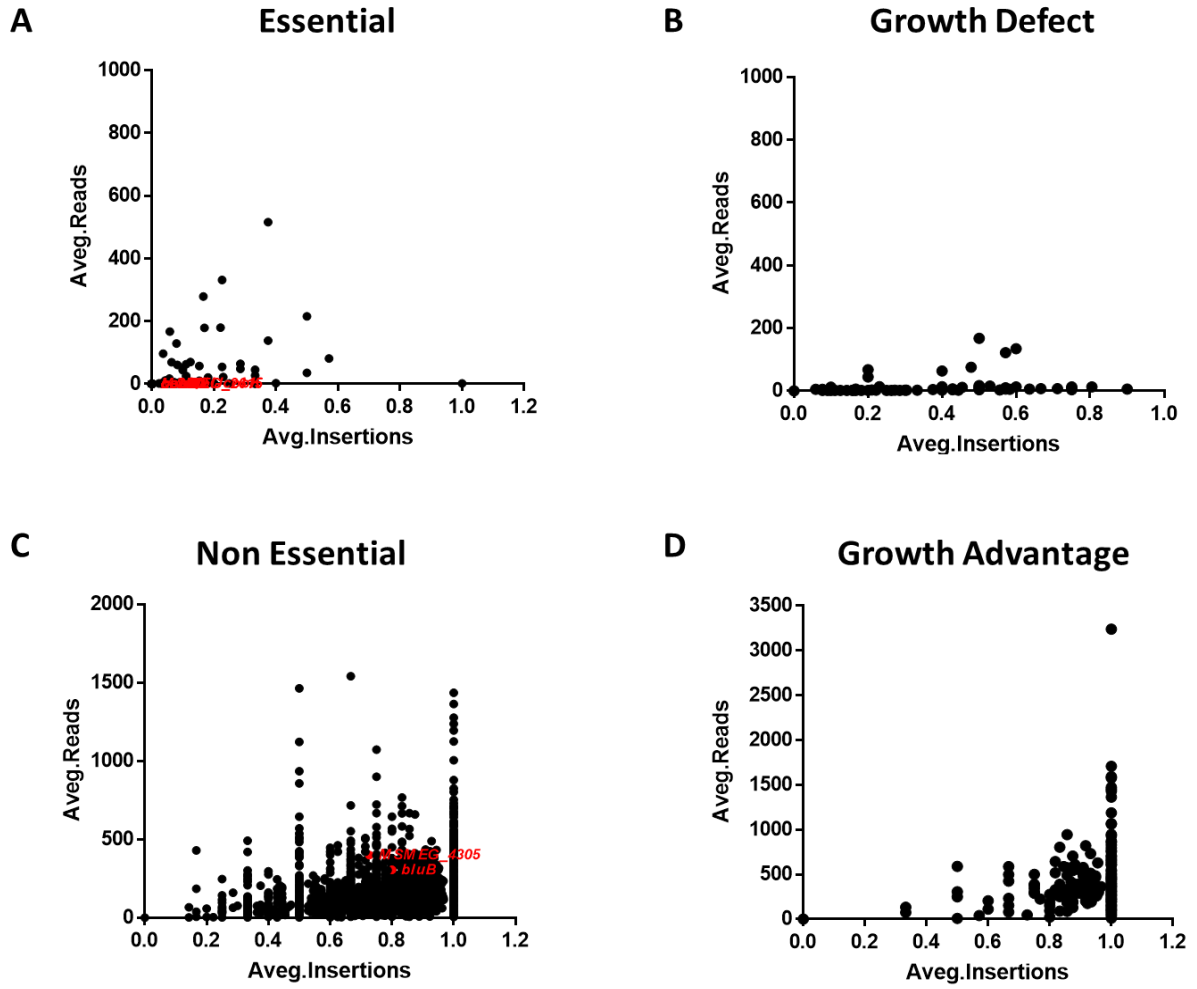 A
Essential
1000
800
600
400
200
0
Aveg.Reads
0.0 0.2 0.4 0.6 0.8 1.0 1.2
Avg.Insertions
B
Growth Defect
1000
800
600
400
200
0
Aveg.Reads
0.0 0.2 0.4 0.6 0.8 1.0
Aveg.Insertions
C
Non Essential
2000
1500
1000
500
0
Aveg.Reads
MSMEG_4305
bluB
0.0 0.2 0.4 0.6 0.8 1.0 1.2
Aveg.Insertions
D
Growth Advantage
3500
3000
2500
2000
1500
1000
500
0
Aveg.Reads
0.0 0.2 0.4 0.6 0.8 1.0 1.2
Aveg.Insertions